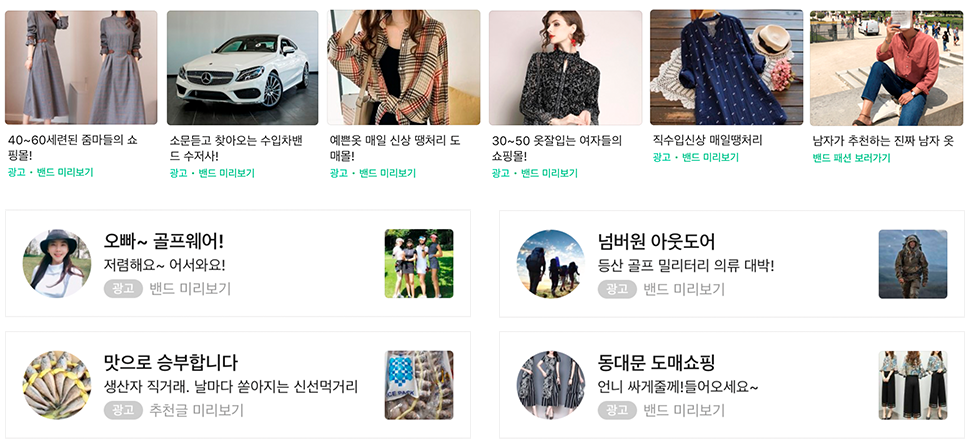 40~60세련된 줌마들의 쇼
핑몰!
광고 • 밴드 미리보기
소문듣고 찾아오는 수입차밴
드 수저사!
광고 • 밴드 미리보기
예쁜옷 매일 신상 땡처리 도
매몰!
광고 • 밴드 미리보기
30~50 옷잘입는 여자들의
쇼핑몰!
광고 • 밴드 미리보기
직수입신상 매일땡처리
광고 • 밴드 미리보기
남자가 추천하는 진짜 남자 옷
밴드 패션 보러가기
오빠~ 골프웨어!
저렴해요~ 어서와요!
광고 밴드 미리보기
넘버원 아웃도어
등산 골프 밀리터리 의류 대박!
광고 밴드 미리보기
맛으로 승부합니다
생산자 직거래. 날마다 쏟아지는 신선먹거리
광고 추천글 미리보기
ICE PACK
동대문 도매쇼핑
언니 싸게줄께!들어오세요~
광고 밴드 미리보기